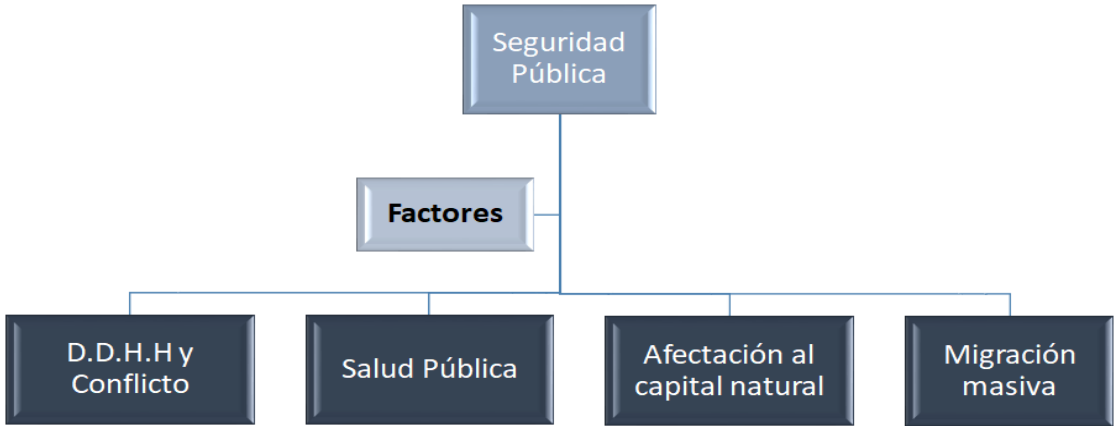 Seguridad
Pública
Factores
D.D.H.H y
Conflicto
Salud Pública
Afectación al
capital natural
Migración
masiva